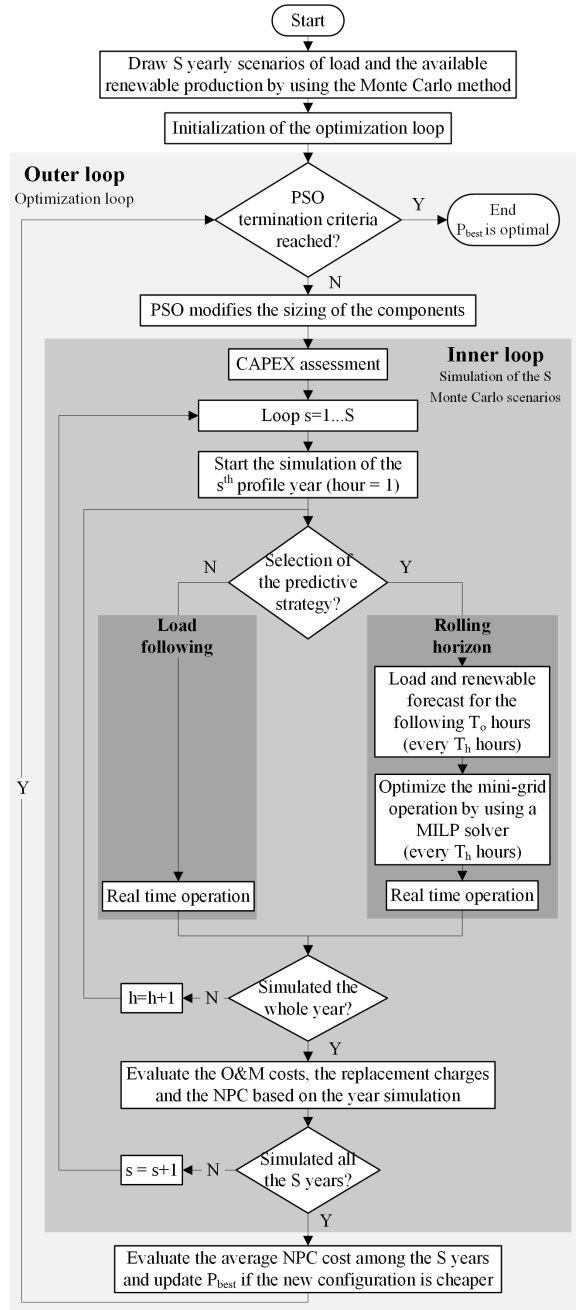 Start
Draw S yearly scenarios of load and the available
renewable production by using the Monte Carlo method
Initialization of the optimization loop
Outer loop
Optimization loop
PSO
termination criteria
reached?
Y
End
Pbest is optimal
N
PSO modifies the sizing of the components
Inner loop
Simulation of the S
Monte Carlo scenarios
CAPEX assessment
Loop s=1...S
Start the simulation of the
sth profile year (hour = 1)
N
Selection of
the predictive
strategy?
Y
Load
following
Rolling
horizon
Load and renewable
forecast for the
following To hours
(every Th hours)
Optimize the mini-grid
operation by using a
MILP solver
(every Th hours)
Y
Real time operation
Real time operation
Simulated the
whole year?
N
h=h+1
Y
Evaluate the O&M costs, the replacement charges
and the NPC based on the year simulation
Simulated all
the S years?
N
s = s+1
Y
Evaluate the average NPC cost among the S years
and update Pbest if the new configuration is cheaper